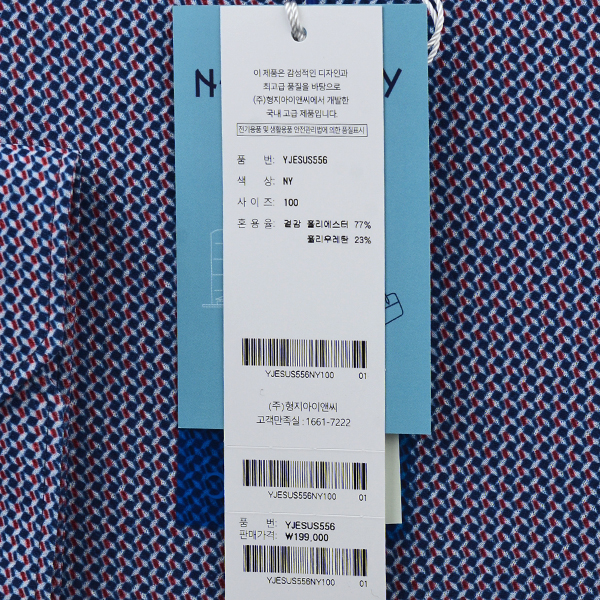 이 제품은 감성적인 디자인과
최고급 품질을 바탕으로
(주)형지아이앤씨에서 개발한
국내 고급 제품입니다.
전기용품 및 생활용품 안전관리법에 의한 품질표시
품 번: YJESUS556
색 상: NY
사 이 즈: 100
혼 용 율: 겉감 폴리에스터 77%
폴리우레탄 23%
YJESUS556NY100 01
(주)형지아이앤씨
고객만족실 : 1661-7222
YJESUS556NY100 01
품 번: YJESUS556
판매가격: ₩199,000
YJESUS556NY100 01